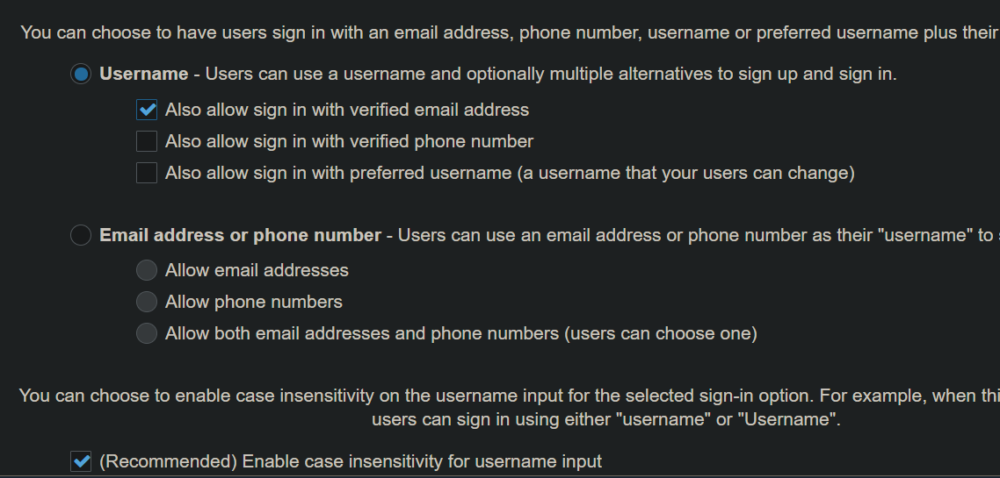 You can choose to have users sign in with an email address, phone number, username or preferred username plus their
Username - Users can use a username and optionally multiple alternatives to sign up and sign in.
Also allow sign in with verified email address
Also allow sign in with verified phone number
Also allow sign in with preferred username (a username that your users can change)
Email address or phone number - Users can use an email address or phone number as their "username" to
Allow email addresses
Allow phone numbers
Allow both email addresses and phone numbers (users can choose one)
You can choose to enable case insensitivity on the username input for the selected sign-in option. For example, when
users can sign in using either "username" or "Username".
(Recommended) Enable case insensitivity for username input